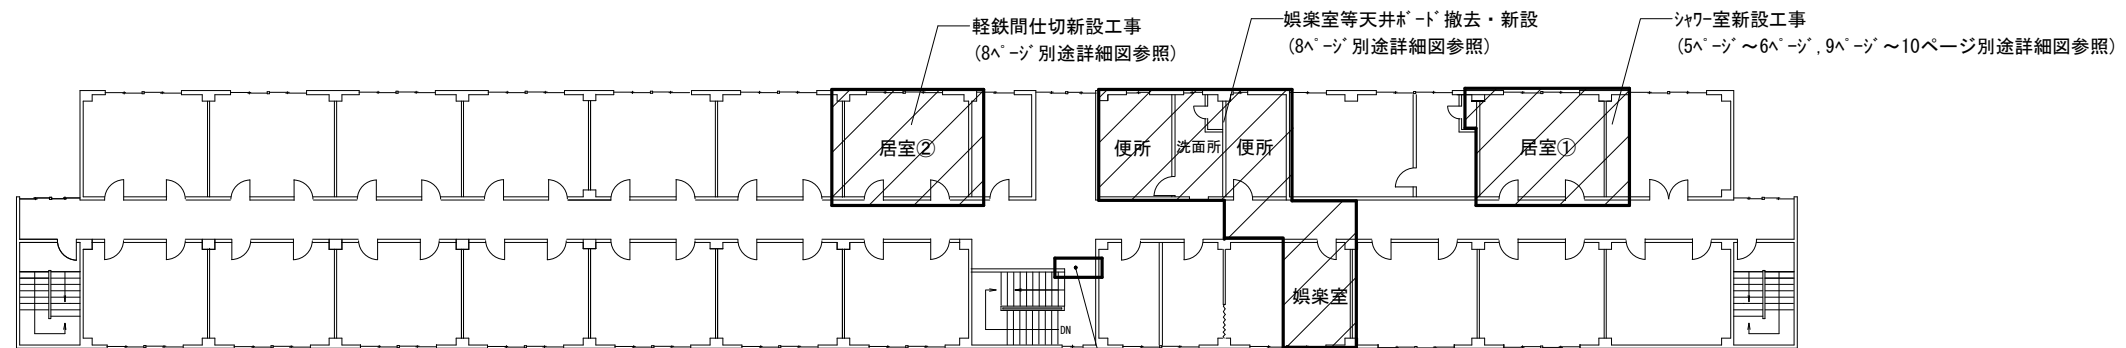 軽鉄間仕切新設工事
(8ﾍﾟｰｼﾞ別途詳細図参照)
娯楽室等天井ﾎﾞｰﾄﾞ撤去・新設
(8ﾍﾟｰｼﾞ別途詳細図参照)
ｼｬﾜｰ室新設工事
(5ﾍﾟｰｼﾞ～6ﾍﾟｰｼﾞ,9ﾍﾟｰｼﾞ～10ページ別途詳細図参照)
居室②
便所
洗面所
便所
居室①
娯楽室
DN